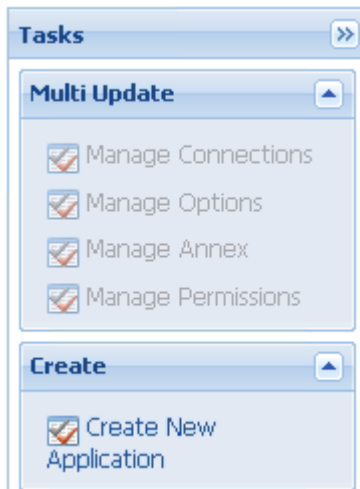 Tasks
Multi Update
Manage Connections
Manage Options
Manage Annex
Manage Permissions
Create
Create New
Application